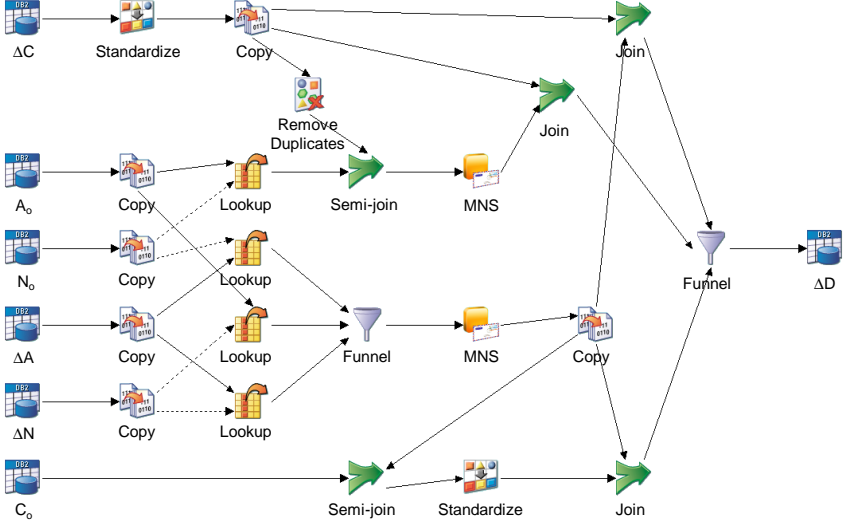 DB2
ΔC
Standardize
Copy
Join
Remove
Duplicates
Join
DB2
Aₒ
Copy
Lookup
Semi-join
MNS
DB2
Nₒ
Copy
Lookup
Funnel
DB2
ΔD
DB2
ΔA
Copy
Lookup
Funnel
MNS
Copy
DB2
ΔN
Copy
Lookup
DB2
Cₒ
Semi-join
Standardize
Join